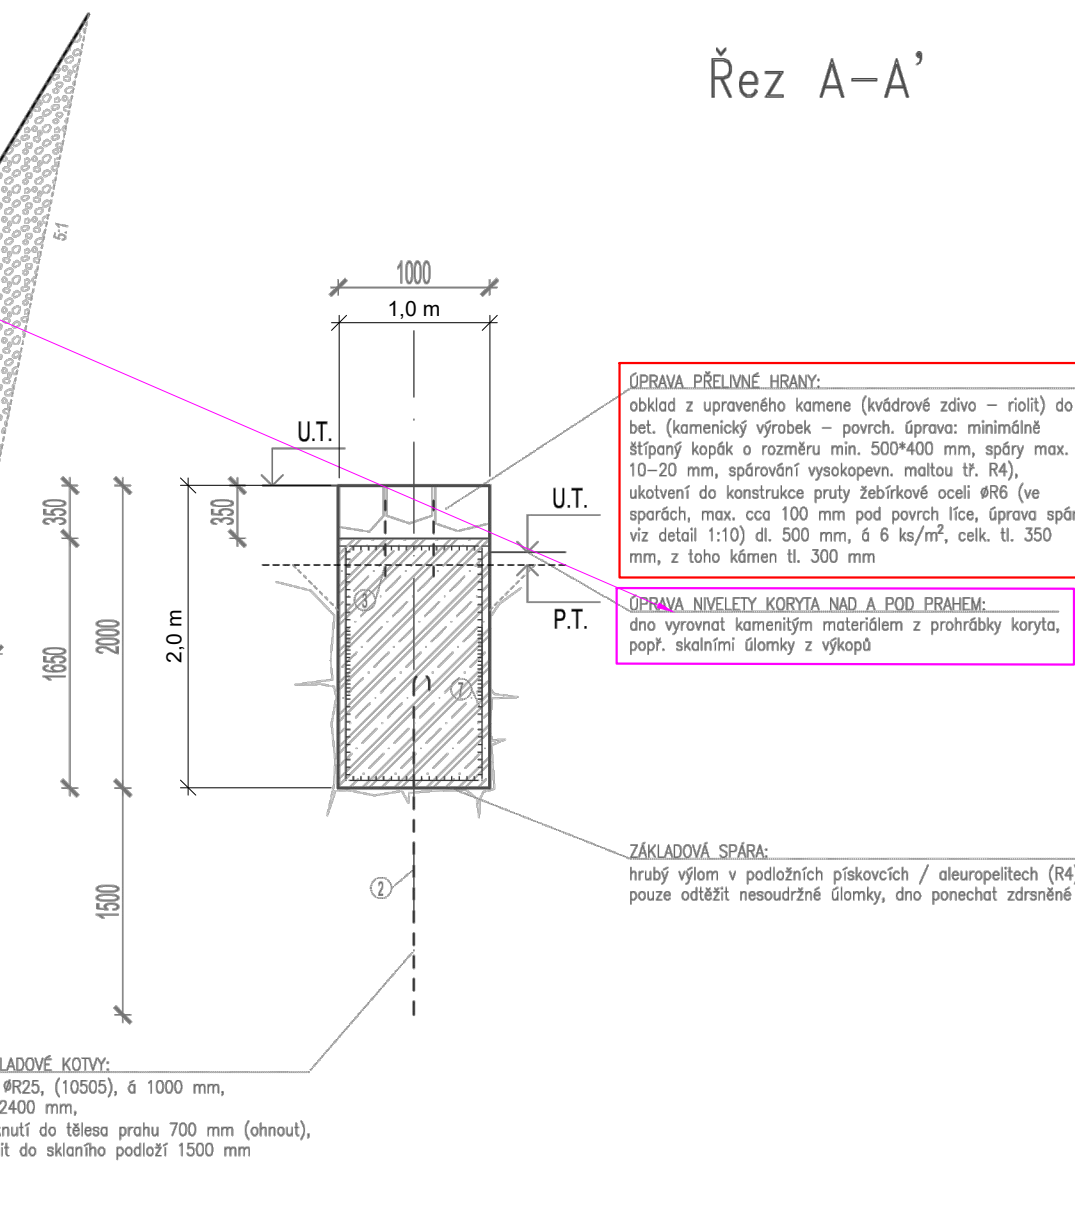 Řez A-A'
5:1
1000
1,0 m
U.T.
350
350
U.T.
P.T.
2,0 m
2000
1650
1500
3
7
2
ÚPRAVA PŘELIVNÉ HRANY:
obklad z upraveného kamene (kvádrové zdivo – riolit) do
bet. (kamenický výrobek – povrch. úprava: minimálně
štípaný kopák o rozměru min. 500*400 mm, spáry max.
10–20 mm, spárování vysokopevn. maltou tř. R4),
ukotvení do konstrukce pruty žebírkové oceli øR6 (ve
sparách, max. cca 100 mm pod povrch líce, úprava spár
viz detail 1:10) dl. 500 mm, á 6 ks/m², celk. tl. 350
mm, z toho kámen tl. 300 mm
ÚPRAVA NIVELETY KORYTA NAD A POD PRAHEM:
dno vyrovnat kamenitým materiálem z prohrábky koryta,
popř. skalními úlomky z výkopů
ZÁKLADOVÁ SPÁRA:
hrubý výlom v podložních pískovcích / aleuropelitech (R4)
pouze odtěžit nesoudržné úlomky, dno ponechat zdrsněné
LADOVÉ KOTVY:
øR25, (10505), á 1000 mm,
2400 mm,
nutí do tělesa prahu 700 mm (ohnout),
it do sklaního podloží 1500 mm